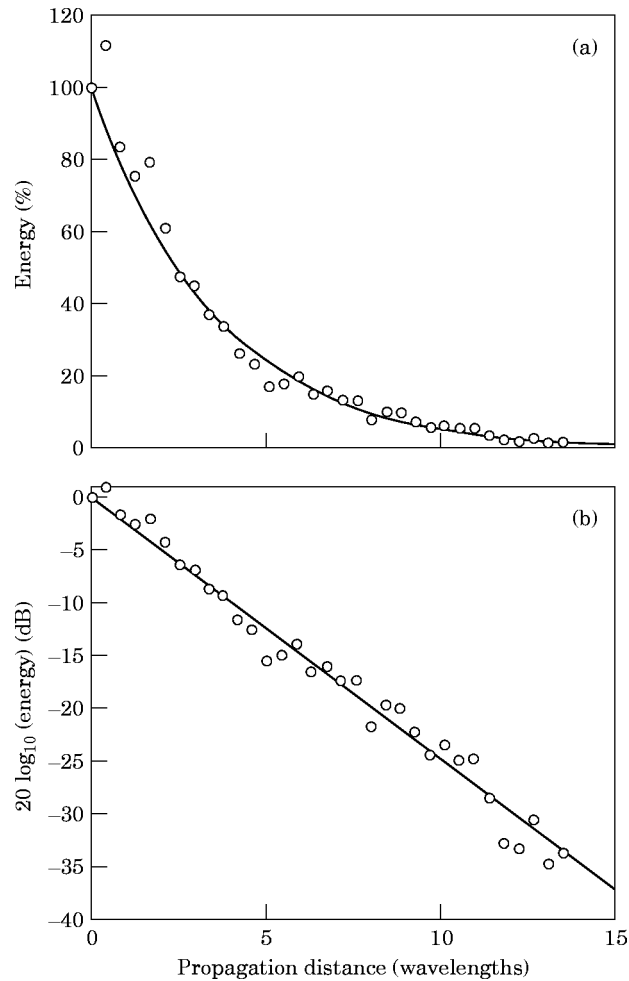 120
100
80
60
40
20
0
Energy (%)
(a)
0
–5
–10
–15
–20
–25
–30
–35
–40
20 log10 (energy) (dB)
(b)
0 5 10 15
Propagation distance (wavelengths)